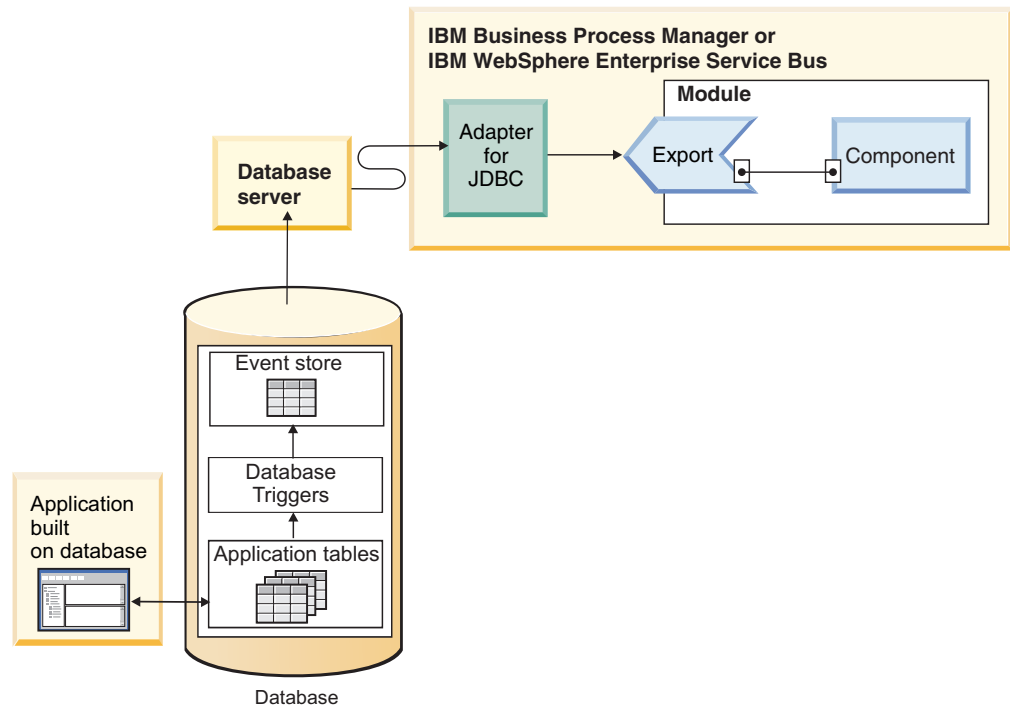 IBM Business Process Manager or
IBM WebSphere Enterprise Service Bus
Module
Adapter
for
JDBC
Export
Component
Database
server
Event store
Database
Triggers
Application tables
Application
built
on database
Database